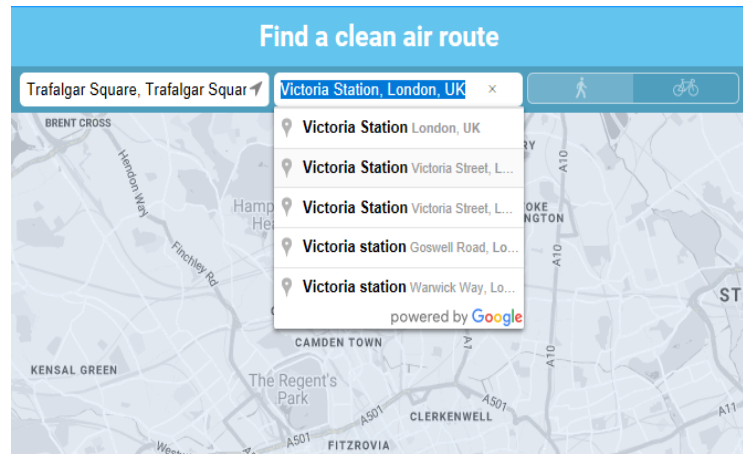 Find a clean air route
Trafalgar Square, Trafalgar Squar
Victoria Station, London, UK ×
Victoria Station London, UK
Victoria Station Victoria Street, L...
Victoria Station Victoria Street, L...
Victoria station Goswell Road, Lo...
Victoria station Warwick Way, Lo...
powered by Google
BRENT CROSS
Hendon Way
Finchley Rd
Hamp
He
RY
A10
OKE
NGTON
A10
ST
CAMDEN TOWN
A1
A10
KENSAL GREEN
The Regent's
Park
A501
CLERKENWELL
A501
A11
A501
FITZROVIA